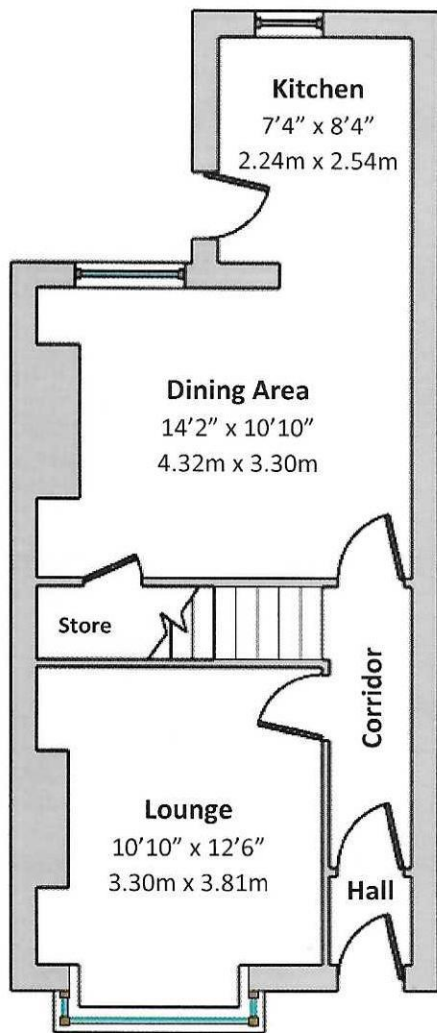 Kitchen
7’4” x 8’4”
2.24m x 2.54m
Dining Area
14’2” x 10’10”
4.32m x 3.30m
Store
Corridor
Lounge
10’10” x 12’6”
3.30m x 3.81m
Hall